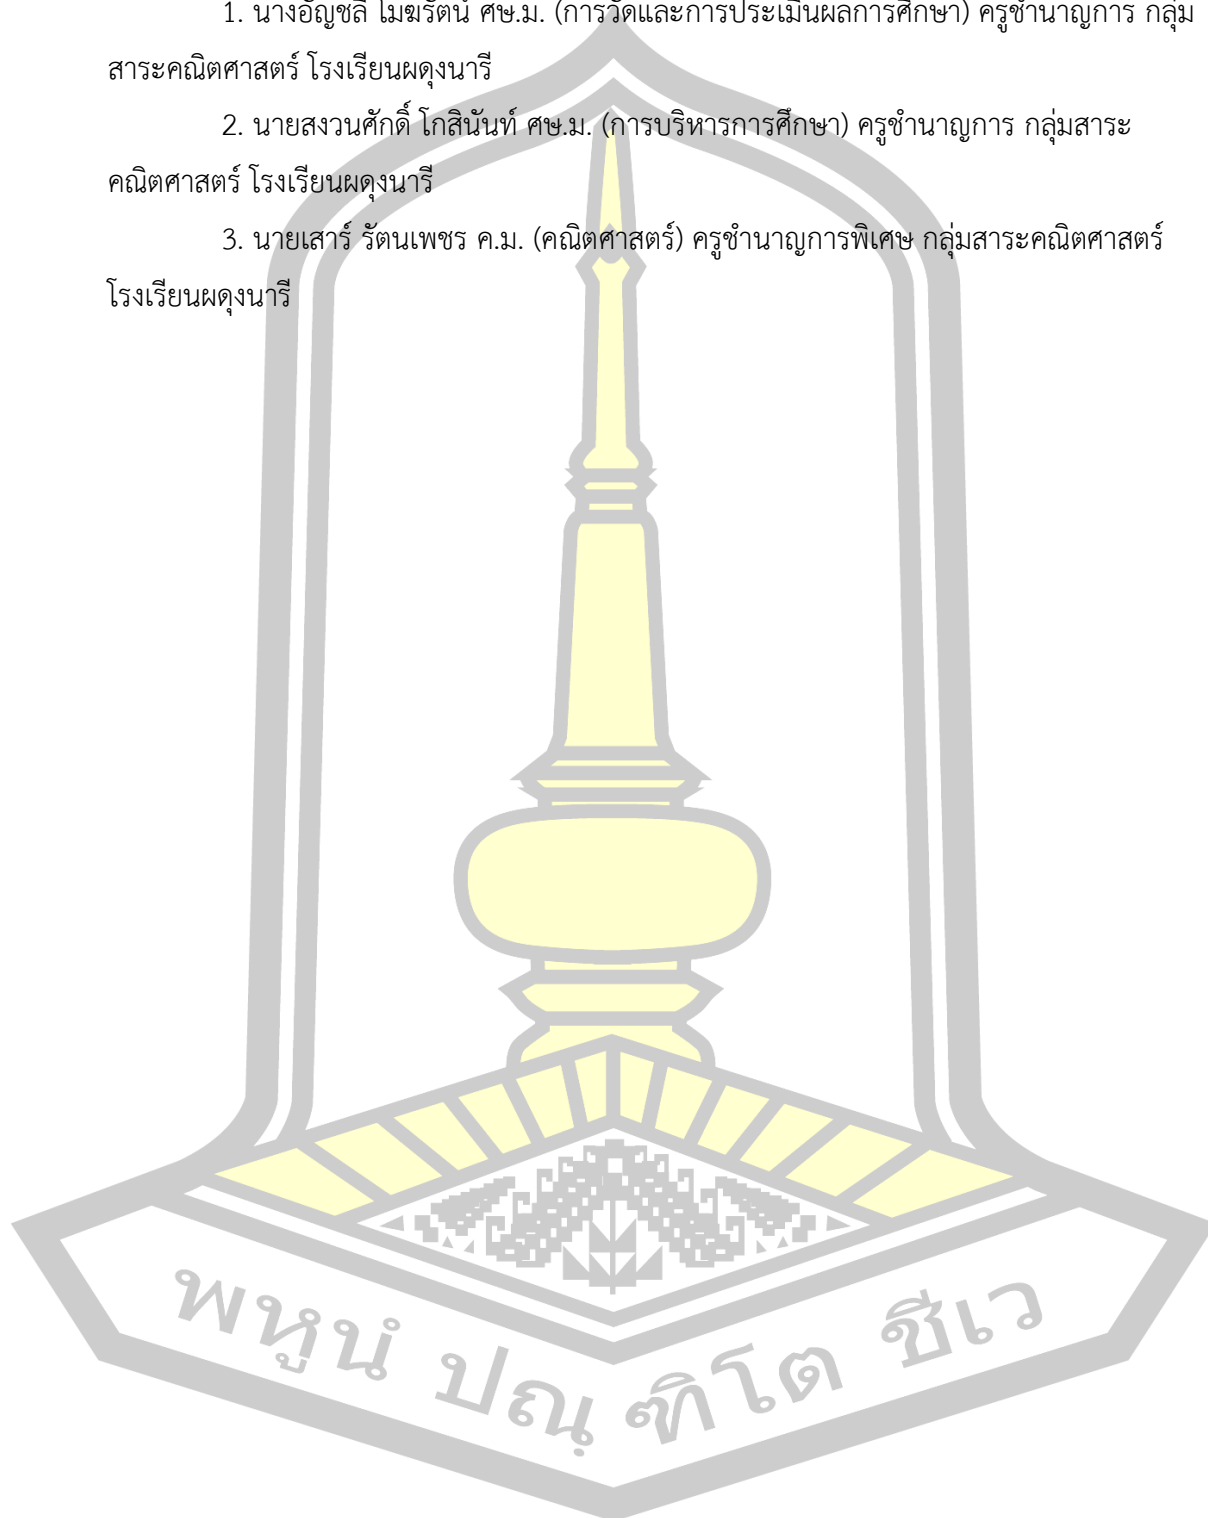 1. นางอัญชลี โมฆรัตน์ ศษ.ม. (การวัดและการประเมินผลการศึกษา) ครูชำนาญการ กลุ่ม
สาระคณิตศาสตร์ โรงเรียนผดุงนารี
2. นายสงวนศักดิ์ โกสินันท์ ศษ.ม. (การบริหารการศึกษา) ครูชำนาญการ กลุ่มสาระ
คณิตศาสตร์ โรงเรียนผดุงนารี
3. นายเสาร์ รัตนเพชร ค.ม. (คณิตศาสตร์) ครูชำนาญการพิเศษ กลุ่มสาระคณิตศาสตร์
โรงเรียนผดุงนารี
พหูนํ ปณฺฑิโต ชีเว